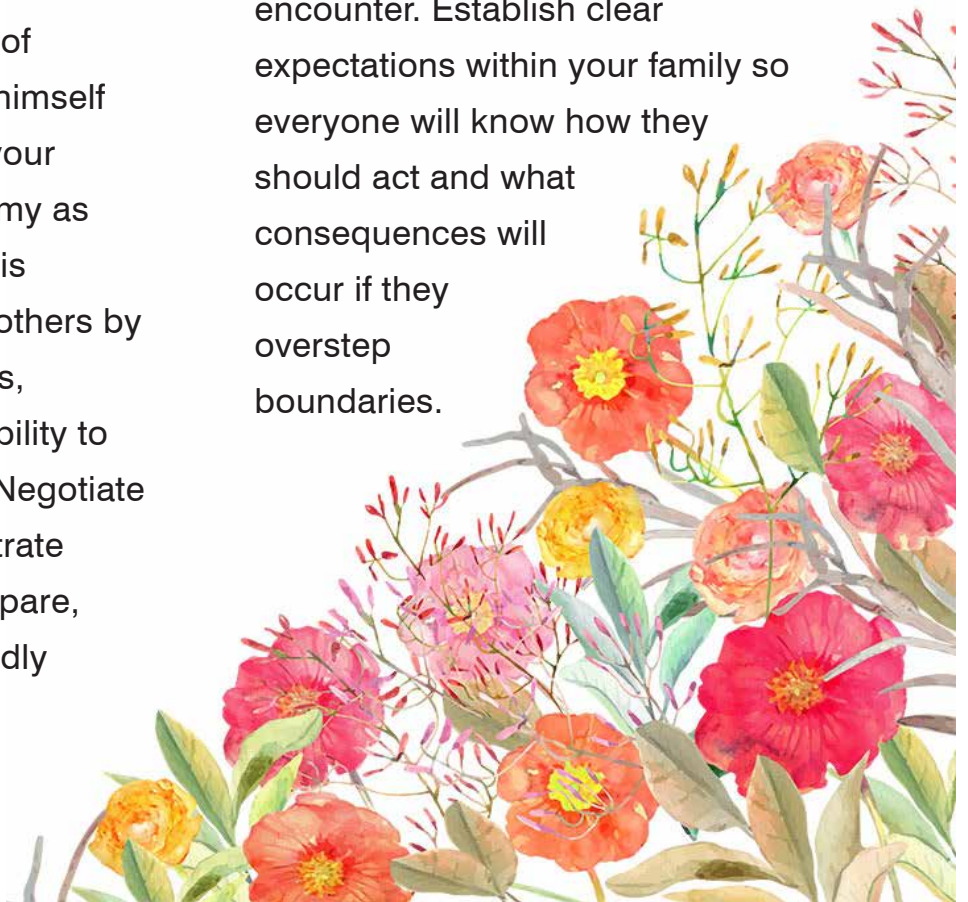 of
himself
your
my as
is
others by
s,
bility to
Negotiate
trate
pare,
dly
encounter. Establish clear
expectations within your family so
everyone will know how they
should act and what
consequences will
occur if they
overstep
boundaries.